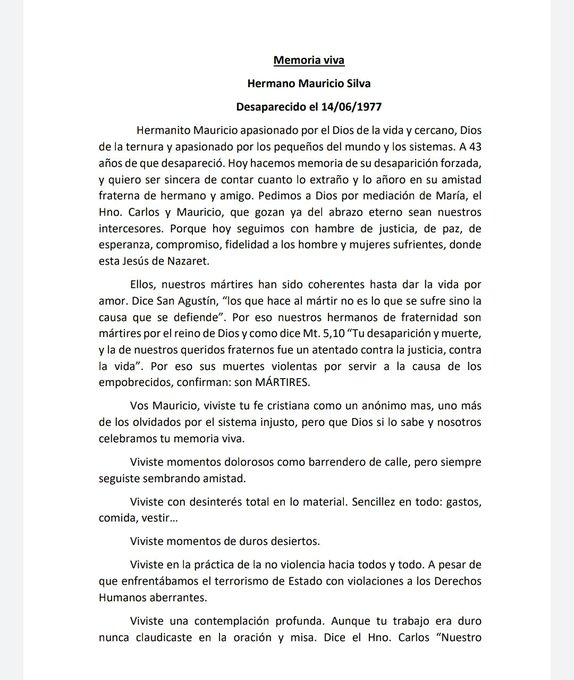 Memoria viva
Hermano Mauricio Silva
Desaparecido el 14/06/1977
Hermanito Mauricio apasionado por el Dios de la vida y cercano, Dios
de la ternura y apasionado por los pequeños del mundo y los sistemas. A 43
años de que desapareció. Hoy hacemos memoria de su desaparición forzada,
y quiero ser sincera de contar cuanto lo extraño y lo añoro en su amistad
fraterna de hermano y amigo. Pedimos a Dios por mediación de María, el
Hno. Carlos y Mauricio, que gozan ya del abrazo eterno sean nuestros
intercesores. Porque hoy seguimos con hambre de justicia, de paz, de
esperanza, compromiso, fidelidad a los hombre y mujeres sufrientes, donde
esta Jesús de Nazaret.
Ellos, nuestros mártires han sido coherentes hasta dar la vida por
amor. Dice San Agustín, “los que hace al mártir no es lo que se sufre sino la
causa que se defiende”. Por eso nuestros hermanos de fraternidad son
mártires por el reino de Dios y como dice Mt. 5,10 “Tu desaparición y muerte,
y la de nuestros queridos fraternos fue un atentado contra la justicia, contra
la vida”. Por eso sus muertes violentas por servir a la causa de los
empobrecidos, confirman: son MÁRTIRES.
Vos Mauricio, viviste tu fe cristiana como un anónimo mas, uno más
de los olvidados por el sistema injusto, pero que Dios si lo sabe y nosotros
celebramos tu memoria viva.
Viviste momentos dolorosos como barrendero de calle, pero siempre
seguiste sembrando amistad.
Viviste con desinterés total en lo material. Sencillez en todo: gastos,
comida, vestir…
Viviste momentos de duros desiertos.
Viviste en la práctica de la no violencia hacia todos y todo. A pesar de
que enfrentábamos el terrorismo de Estado con violaciones a los Derechos
Humanos aberrantes.
Viviste una contemplación profunda. Aunque tu trabajo era duro
nunca claudicaste en la oración y misa. Dice el Hno. Carlos “Nuestro